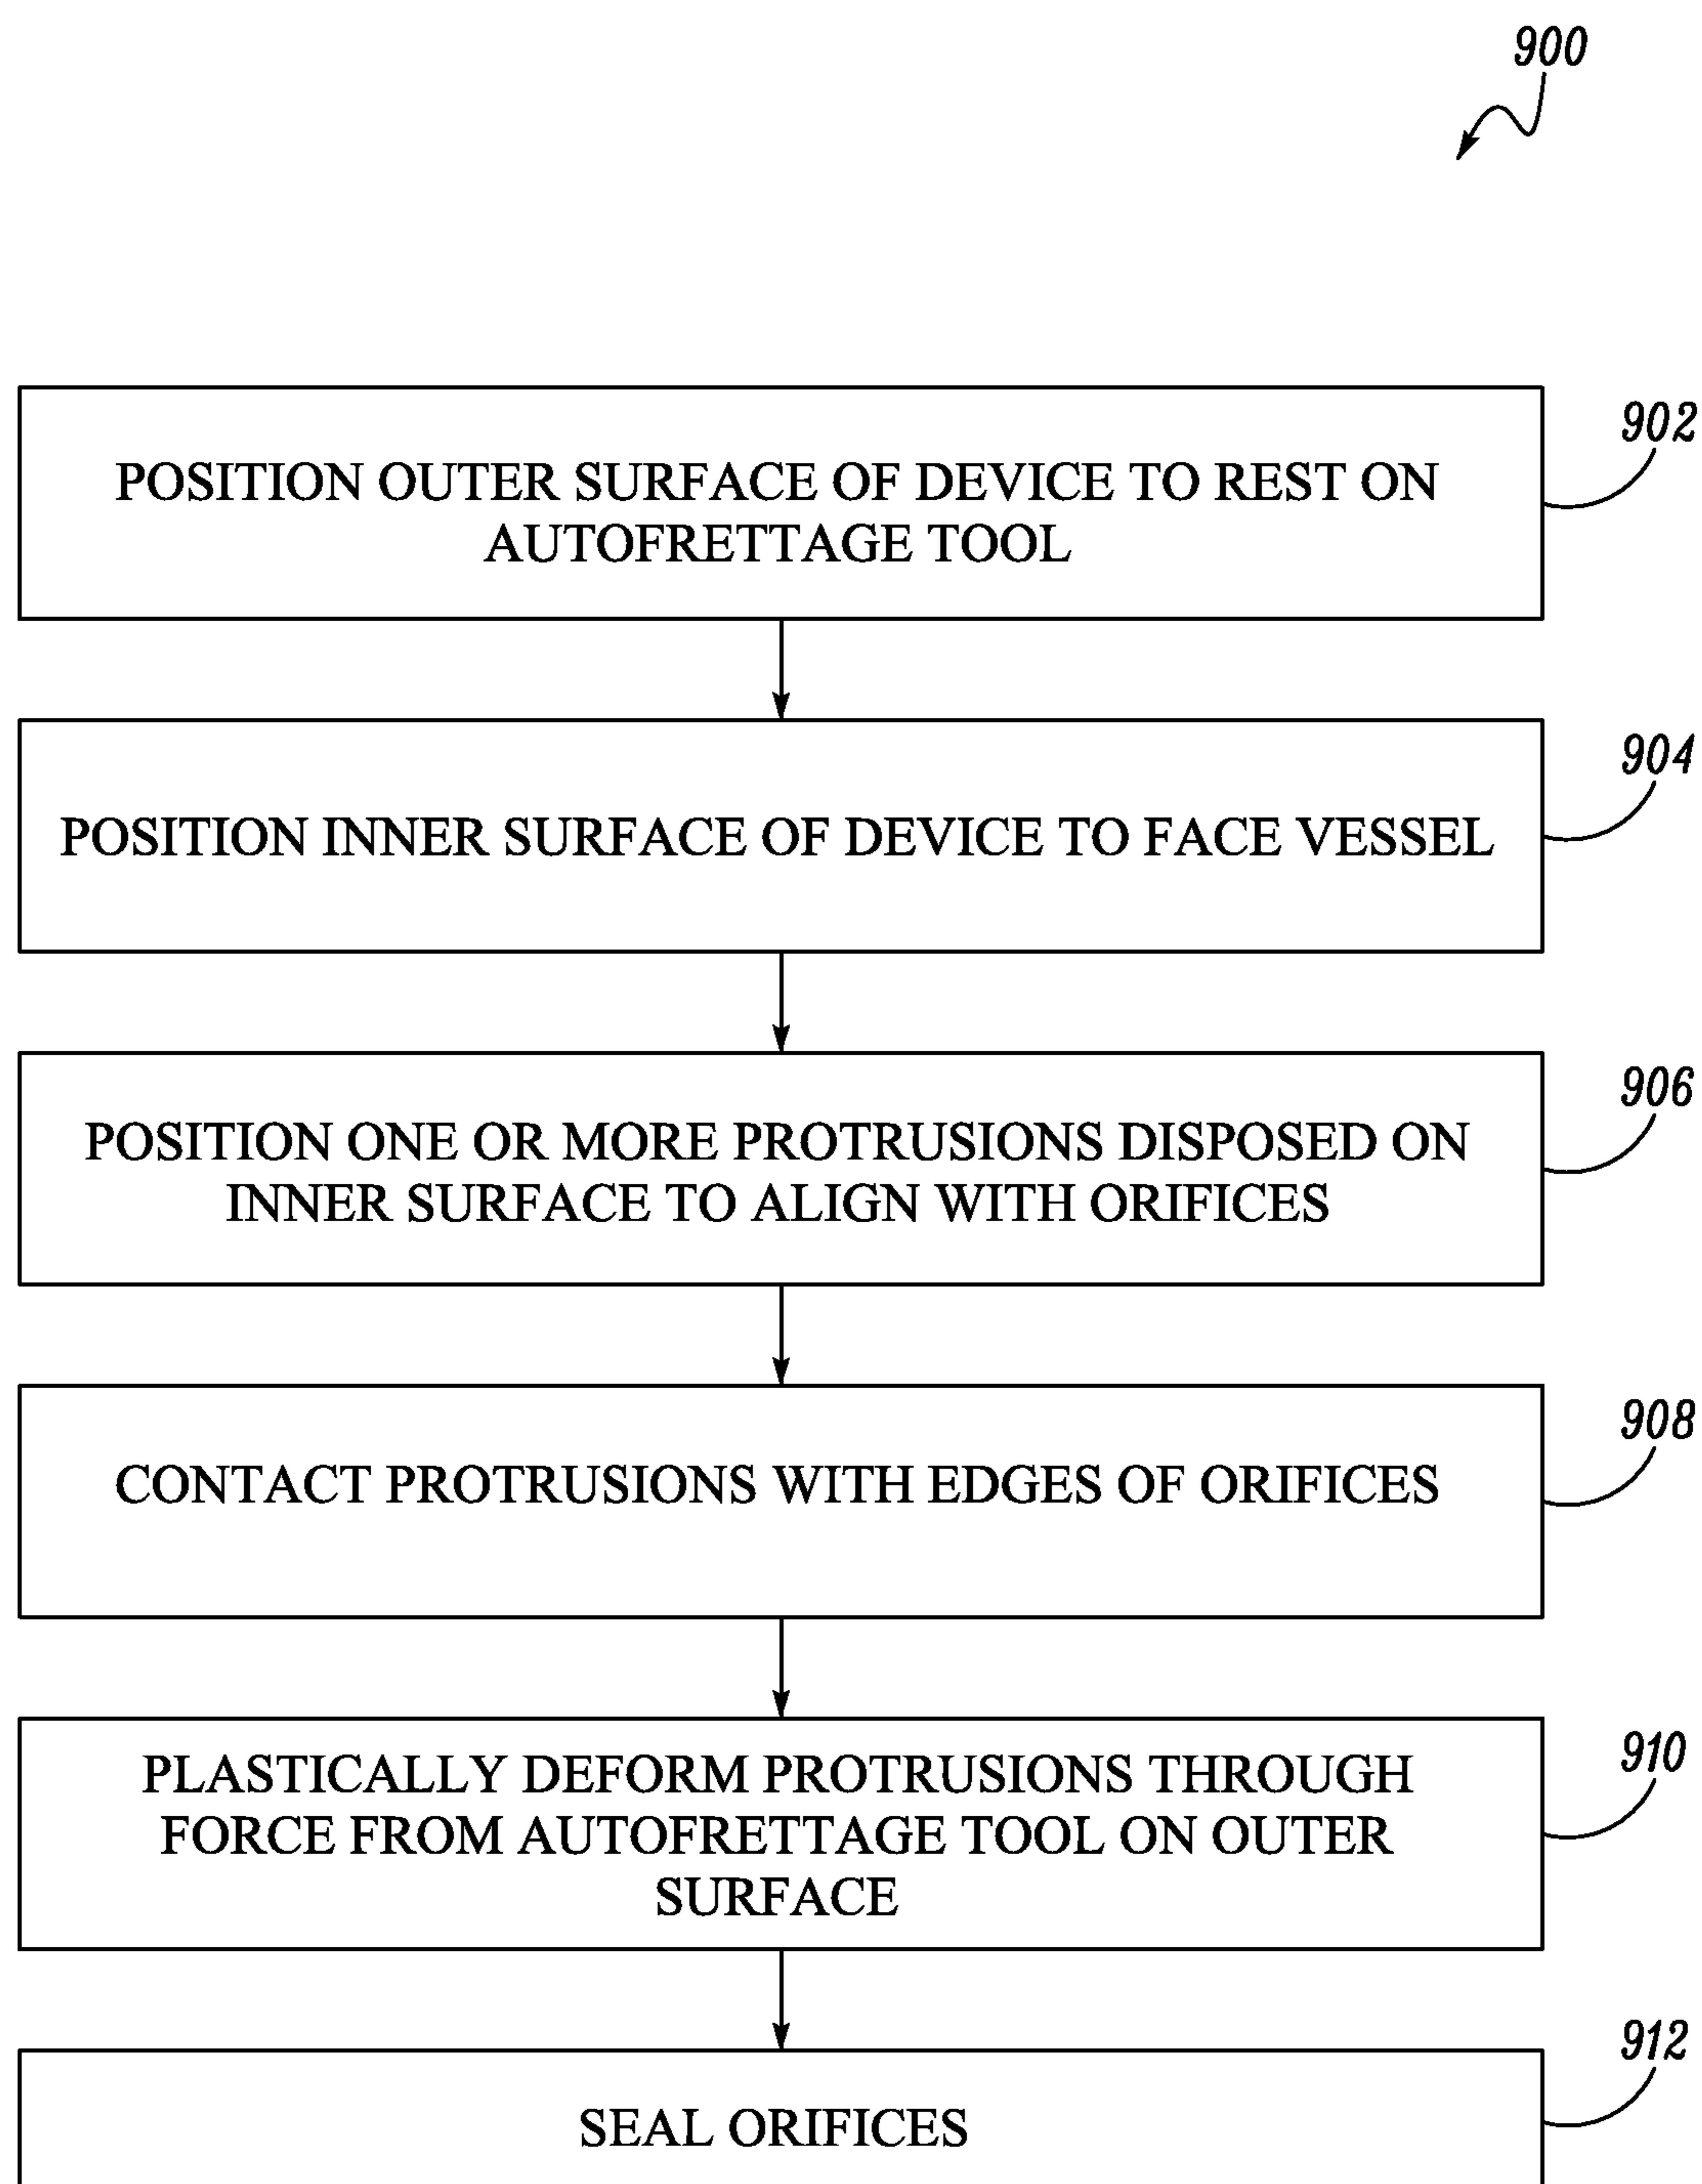 900
POSITION OUTER SURFACE OF DEVICE TO REST ON
AUTOFRETTAGE TOOL
902
POSITION INNER SURFACE OF DEVICE TO FACE VESSEL
904
POSITION ONE OR MORE PROTRUSIONS DISPOSED ON
INNER SURFACE TO ALIGN WITH ORIFICES
906
CONTACT PROTRUSIONS WITH EDGES OF ORIFICES
908
PLASTICALLY DEFORM PROTRUSIONS THROUGH
FORCE FROM AUTOFRETTAGE TOOL ON OUTER
SURFACE
910
SEAL ORIFICES
912